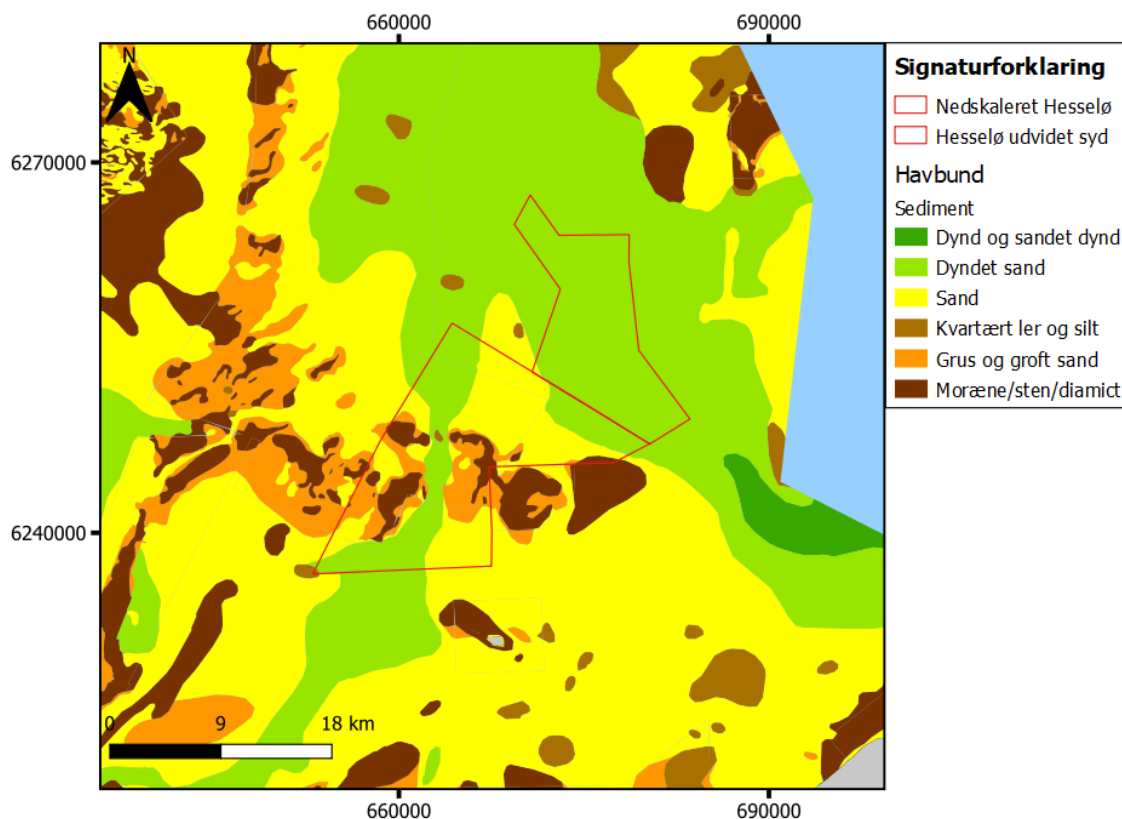 660000 690000
N
6270000
6240000
0 9 18 km
660000 690000
Signaturforklaring
Nedskaleret Hesselø
Hesselø udvidet syd
Havbund
Sediment
Dynd og sandet dynd
Dyndet sand
Sand
Kvartært ler og silt
Grus og groft sand
Moræne/sten/diamict